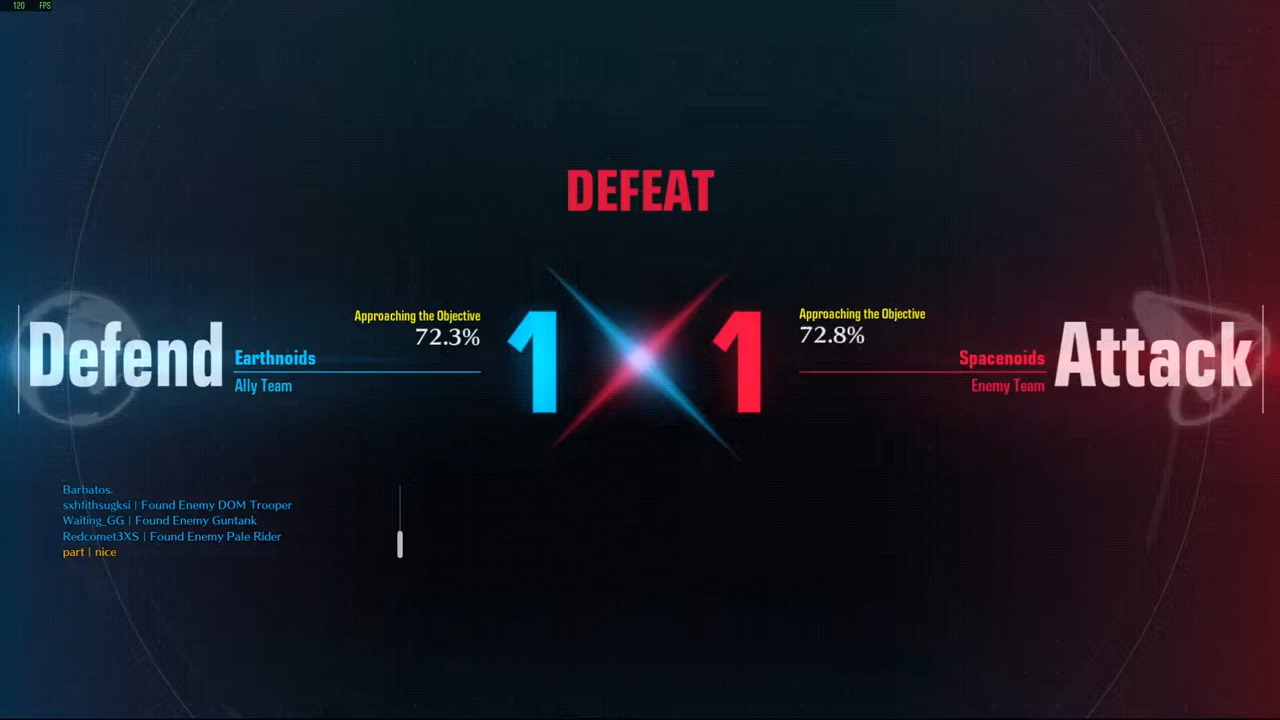 120 FPS
DEFEAT
Approaching the Objective
72.3%
1
1
Approaching the Objective
72.8%
Defend
Earthnoids
Ally Team
Spacenoids
Enemy Team
Attack
Barbatos.
sxhfithsugksi | Found Enemy DOM Trooper
Waiting_GG | Found Enemy Guntank
Redcomet3XS | Found Enemy Pale Rider
part | nice